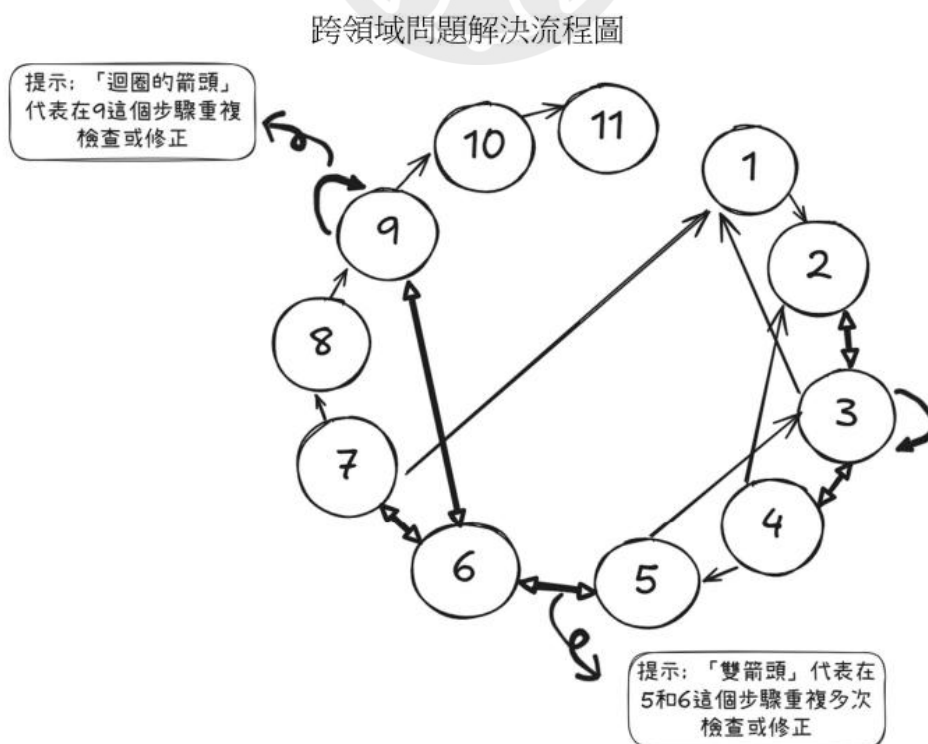 跨領域問題解決流程圖
提示:「迴圈的箭頭」
代表在9這個步驟重複
檢查或修正
10
11
1
9
2
8
3
7
4
6
5
提示:「雙箭頭」代表在
5和6這個步驟重複多次
檢查或修正